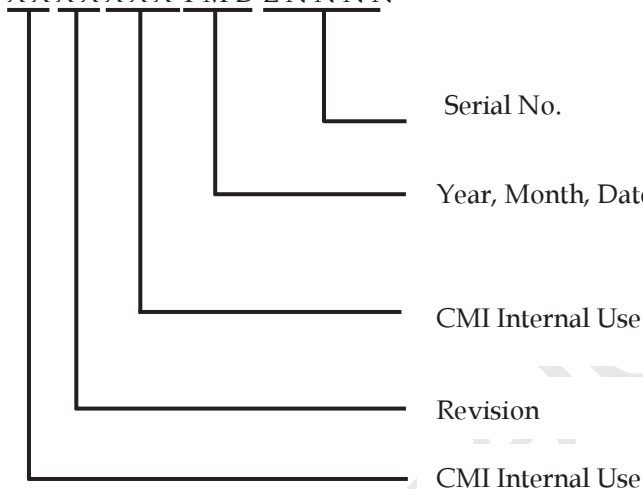 Serial No.
Year, Month, Date
CMI Internal Use
Revision
CMI Internal Use